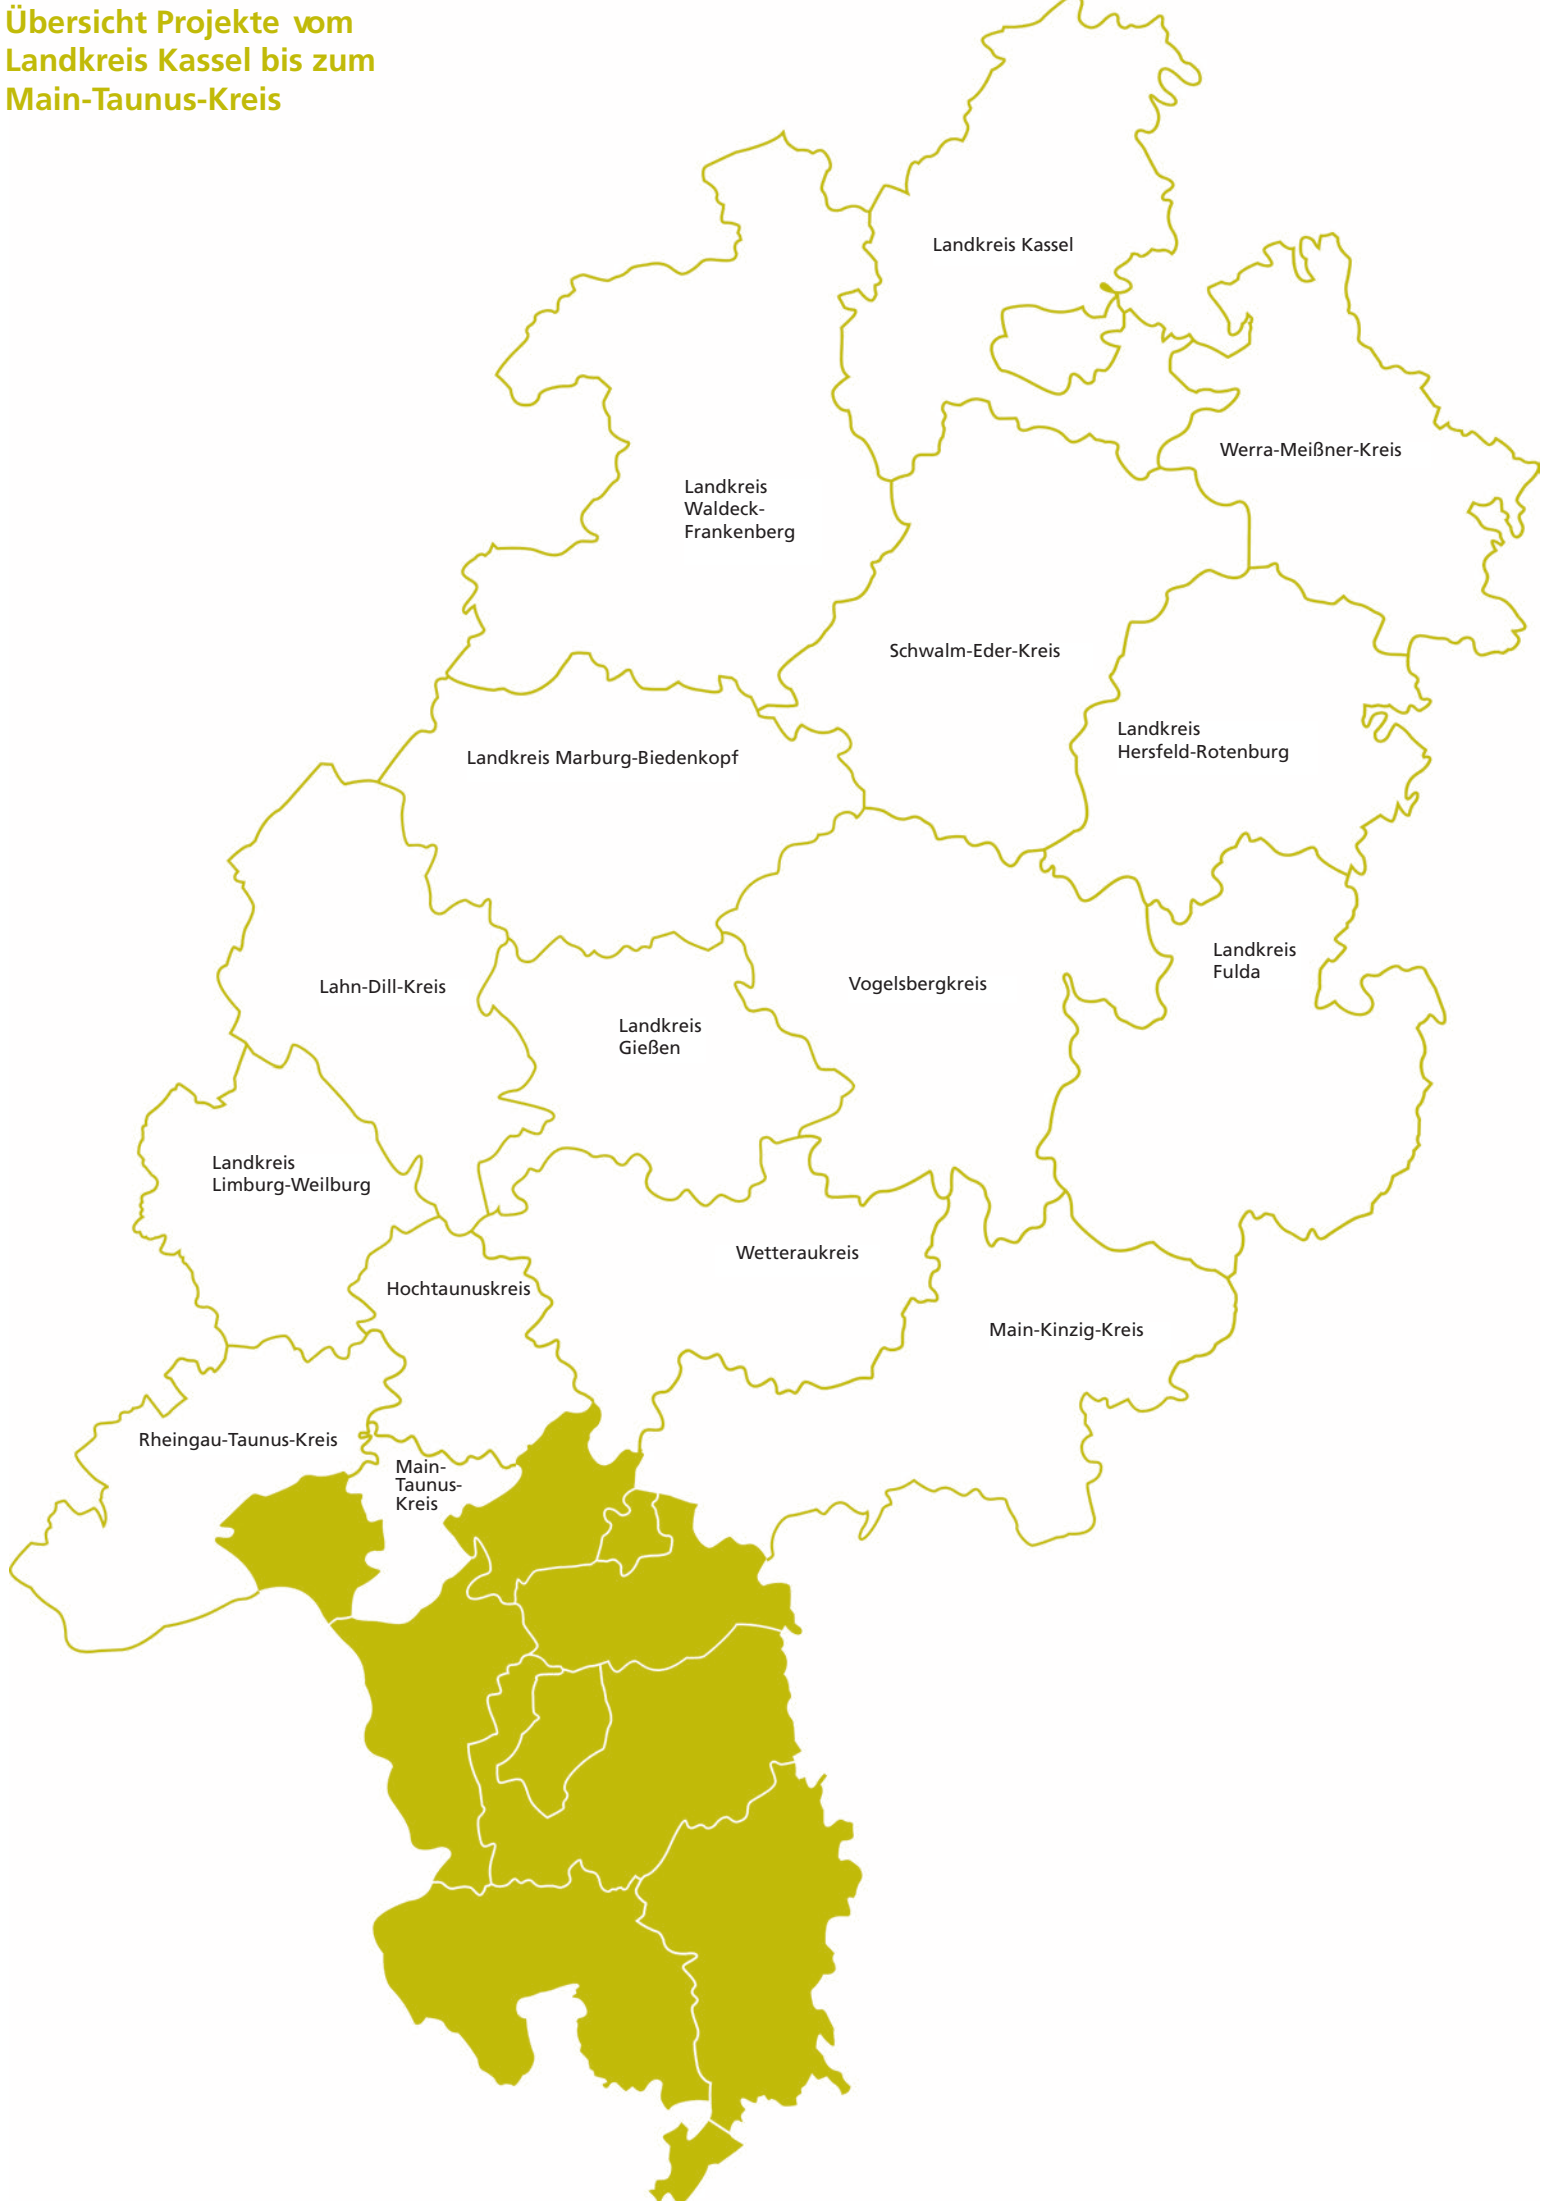 Übersicht Projekte vom
Landkreis Kassel bis zum
Main-Taunus-Kreis
Landkreis Kassel
Werra-Meißner-Kreis
Landkreis
Waldeck-
Frankenberg
Schwalm-Eder-Kreis
Landkreis
Hersfeld-Rotenburg
Landkreis Marburg-Biedenkopf
Landkreis
Fulda
Vogelsbergkreis
Lahn-Dill-Kreis
Landkreis
Gießen
Landkreis
Limburg-Weilburg
Wetteraukreis
Hochtaunuskreis
Main-Kinzig-Kreis
Rheingau-Taunus-Kreis
Main-
Taunus-
Kreis